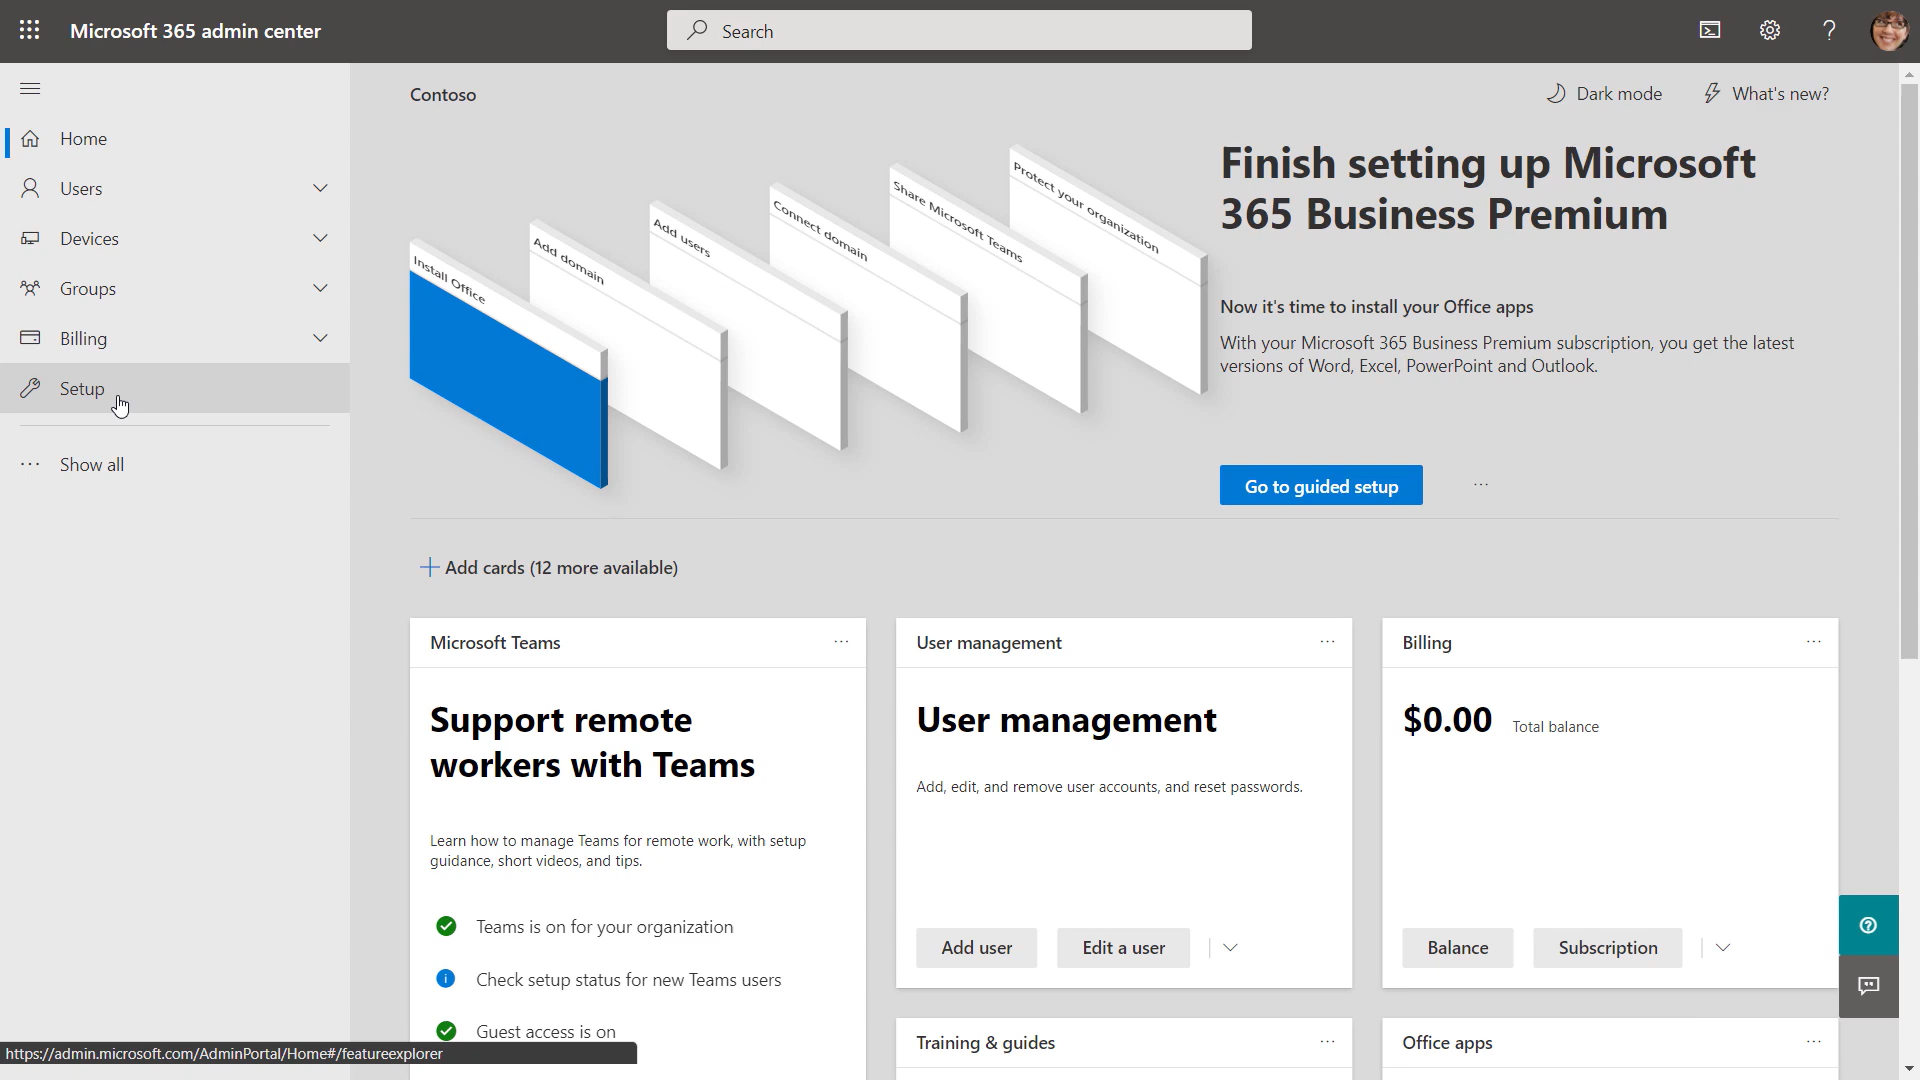 Microsoft 365 admin center
Search
Contoso
Dark mode
What's new?
Home
Users
Devices
Groups
Billing
Setup
Show all
Install Office
Add domain
Add users
Connect domain
Share Microsoft Teams
Protect your organization
Finish setting up Microsoft
365 Business Premium
Now it's time to install your Office apps
With your Microsoft 365 Business Premium subscription, you get the latest
versions of Word, Excel, PowerPoint and Outlook.
Go to guided setup
Add cards (12 more available)
Microsoft Teams
Support remote
workers with Teams
Learn how to manage Teams for remote work, with setup
guidance, short videos, and tips.
Teams is on for your organization
Check setup status for new Teams users
Guest access is on
User management
User management
Add, edit, and remove user accounts, and reset passwords.
Add user
Edit a user
Billing
$0.00 Total balance
Balance
Subscription
Training & guides
Office apps
https://admin.microsoft.com/AdminPortal/Home#/featureexplorer